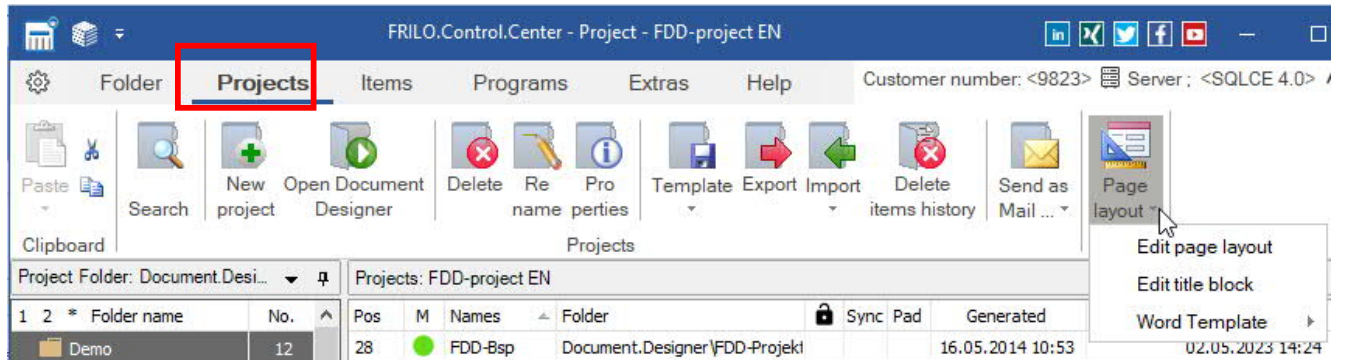 FRILO.Control.Center - Project - FDD-project EN
Folder Projects Items Programs Extras Help Customer number: <9823> Server ; <SQLCE 4.0>
Paste Search New project Open Document Designer Delete Re name Pro perties Template Export Import Delete items history Send as Mail ... Page layout
Clipboard Projects
Edit page layout
Edit title block
Word Template
Project Folder: Document.Desi... Projects: FDD-project EN
1 2 * Folder name No. Pos M Names Folder Sync Pad Generated
Demo 12 28 FDD-Bsp Document.Designer\FDD-Projekt 16.05.2014 10:53 02.05.2023 14:24